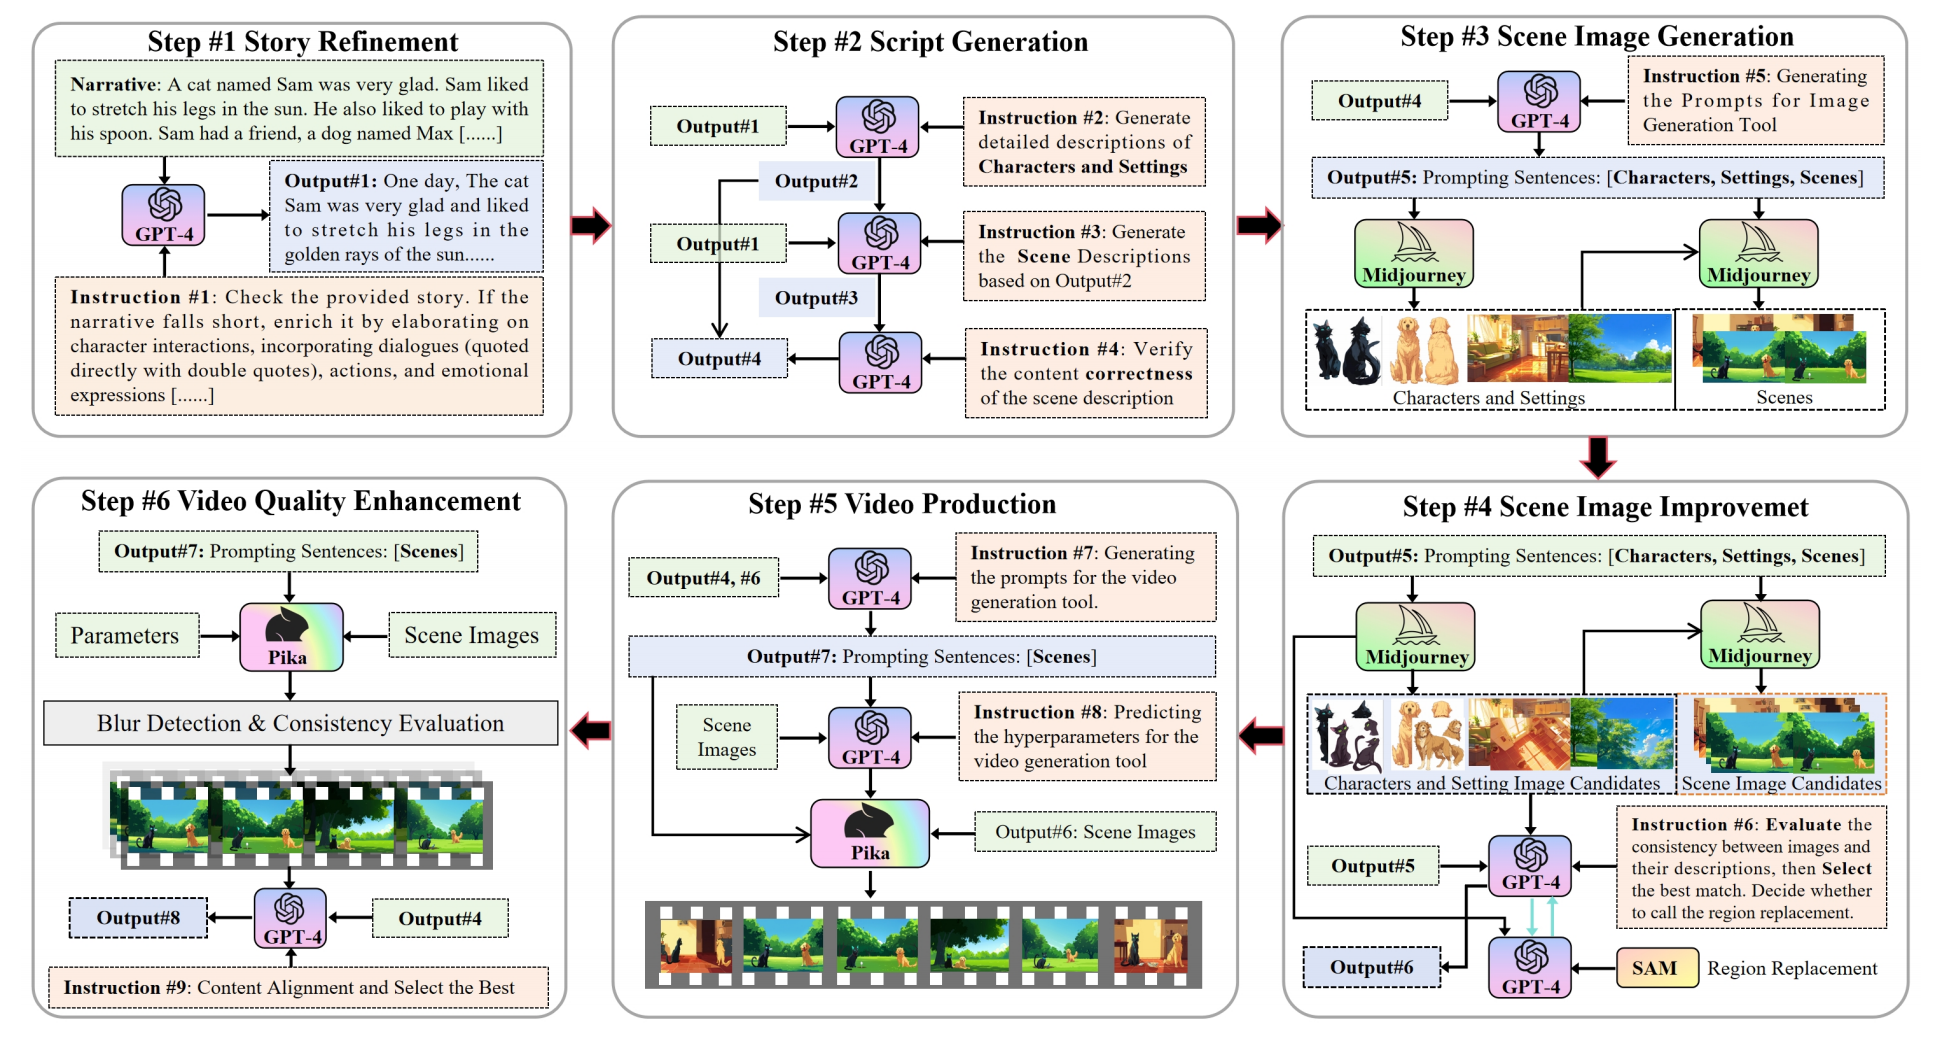 Step #1 Story Refinement
Narrative: A cat named Sam was very glad. Sam liked
to stretch his legs in the sun. He also liked to play with
his spoon. Sam had a friend, a dog named Max [......]
GPT-4
Output#1: One day, The cat
Sam was very glad and liked
to stretch his legs in the
golden rays of the sun......
Instruction #1: Check the provided story. If the
narrative falls short, enrich it by elaborating on
character interactions, incorporating dialogues (quoted
directly with double quotes), actions, and emotional
expressions [......]
Step #2 Script Generation
Output#1
GPT-4
Instruction #2: Generate
detailed descriptions of
Characters and Settings
Output#2
Output#1
GPT-4
Instruction #3: Generate
the Scene Descriptions
based on Output#2
Output#3
Output#4
GPT-4
Instruction #4: Verify
the content correctness
of the scene description
Step #3 Scene Image Generation
Output#4
GPT-4
Instruction #5: Generating
the Prompts for Image
Generation Tool
Output#5: Prompting Sentences: [Characters, Settings, Scenes]
Midjourney
Midjourney
Characters and Settings
Scenes
Step #4 Scene Image Improvemet
Output#5: Prompting Sentences: [Characters, Settings, Scenes]
Midjourney
Midjourney
Characters and Setting Image Candidates
Scene Image Candidates
Output#5
GPT-4
Instruction #6: Evaluate the
consistency between images and
their descriptions, then Select
the best match. Decide whether
to call the region replacement.
Output#6
GPT-4
SAM
Region Replacement
Step #5 Video Production
Output#4, #6
GPT-4
Instruction #7: Generating
the prompts for the video
generation tool.
Output#7: Prompting Sentences: [Scenes]
Scene
Images
GPT-4
Instruction #8: Predicting
the hyperparameters for the
video generation tool
Pika
Output#6: Scene Images
Step #6 Video Quality Enhancement
Output#7: Prompting Sentences: [Scenes]
Parameters
Pika
Scene Images
Blur Detection & Consistency Evaluation
Output#8
GPT-4
Output#4
Instruction #9: Content Alignment and Select the Best